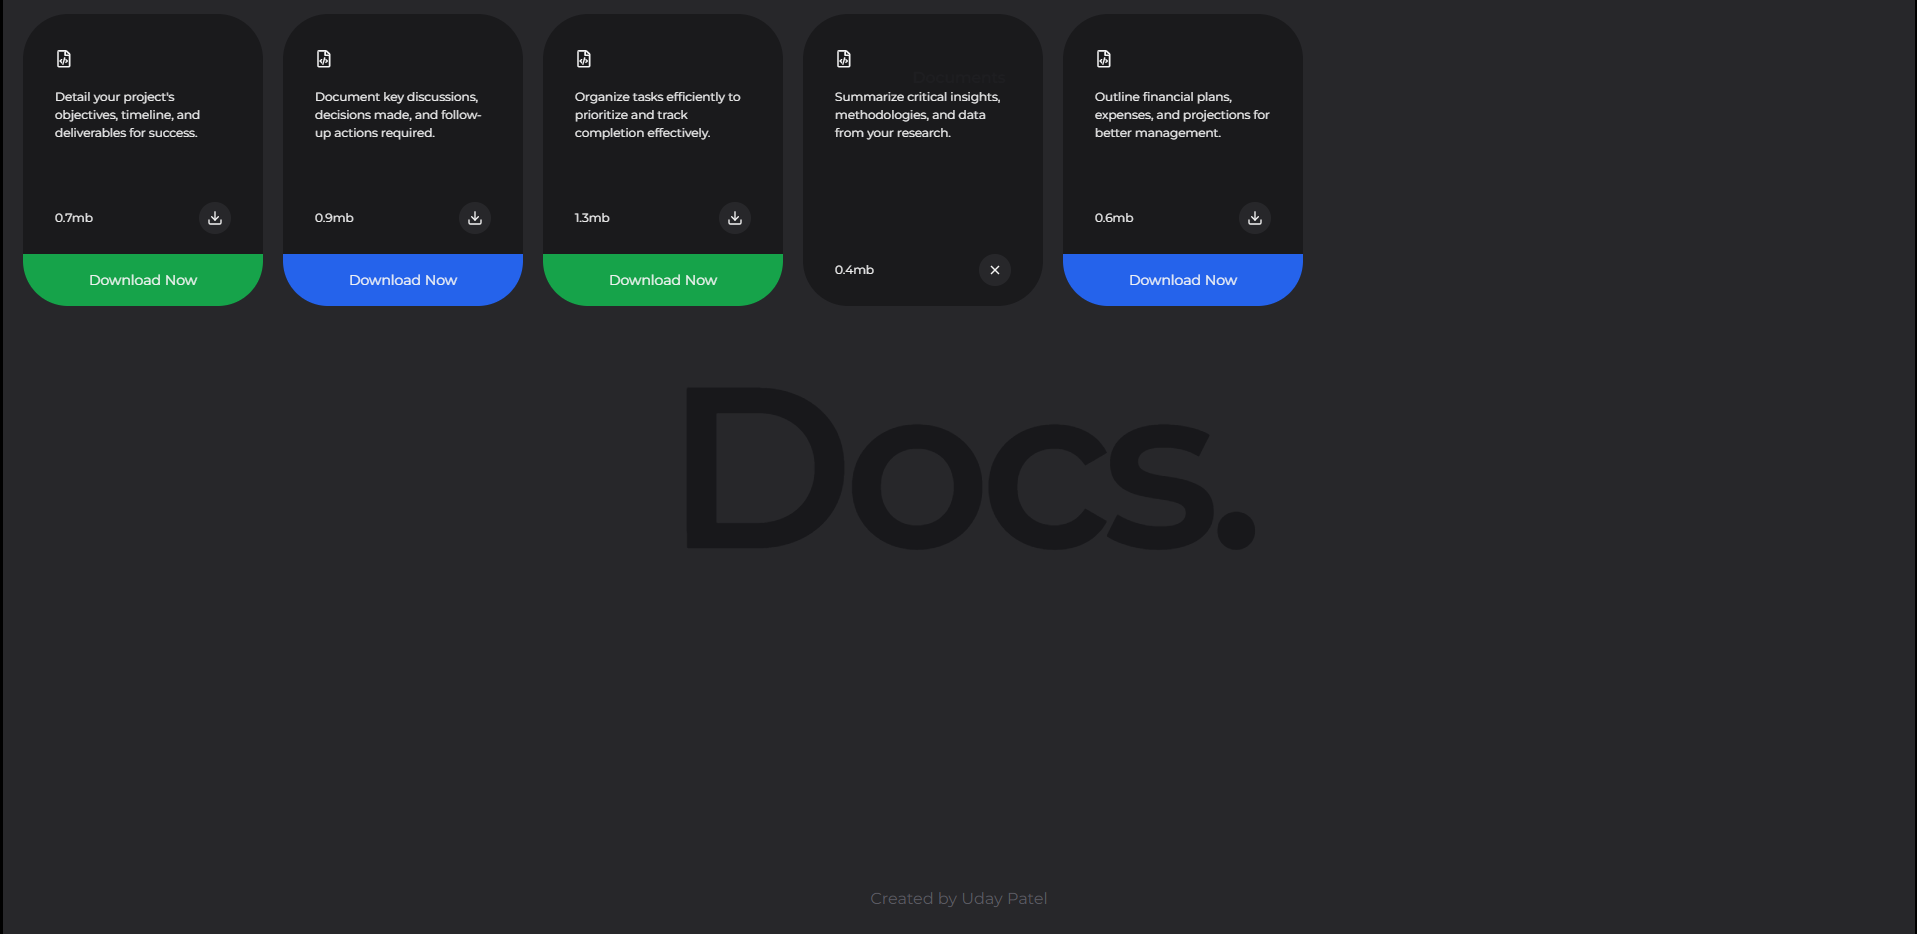 Detail your project's
objectives, timeline, and
deliverables for success.
0.7mb
Download Now
Document key discussions,
decisions made, and follow-
up actions required.
0.9mb
Download Now
Organize tasks efficiently to
prioritize and track
completion effectively.
1.3mb
Download Now
Documents
Summarize critical insights,
methodologies, and data
from your research.
0.4mb
Outline financial plans,
expenses, and projections for
better management.
0.6mb
Download Now
Docs.
Created by Uday Patel